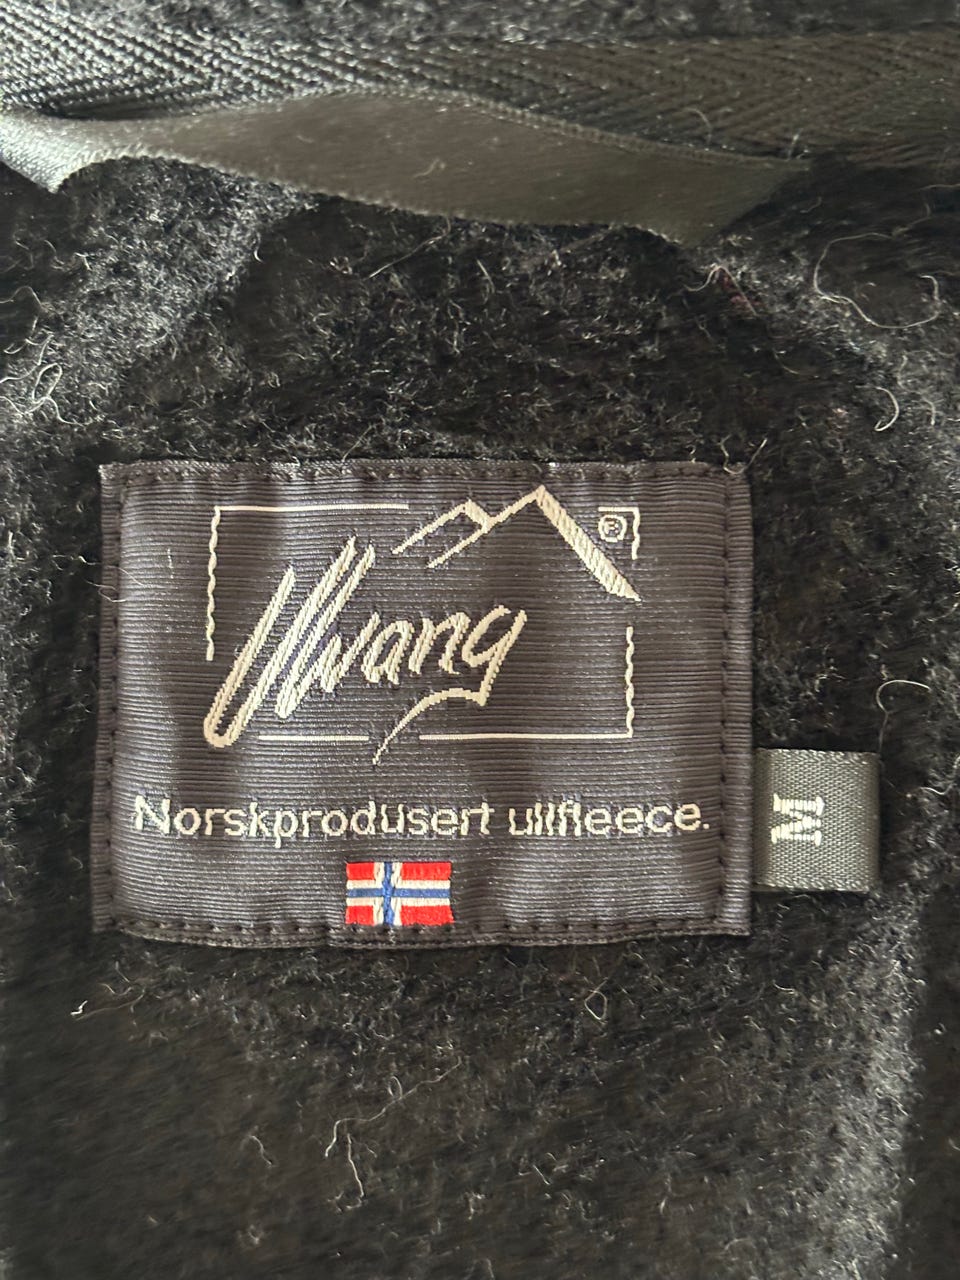 Ulvang ®
Norskprodusert ullfleece.
M